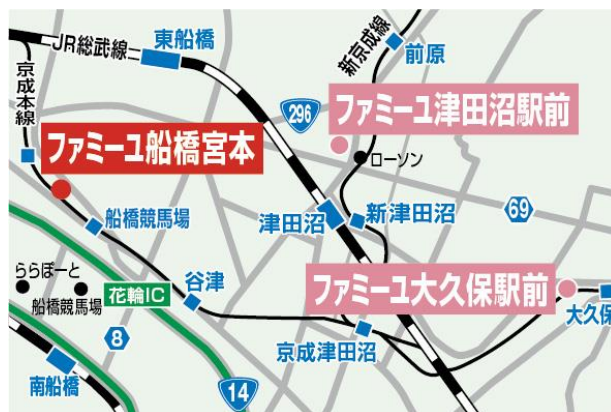 JR総武線
東船橋
新京成線
前原
京成本線
296
ファミーユ津田沼駅前
ファミーユ船橋宮本
ローソン
69
船橋競馬場
津田沼
新津田沼
ららぽーと
船橋競馬場
花輪IC
谷津
ファミーユ大久保駅前
大久保
8
京成津田沼
南船橋
14